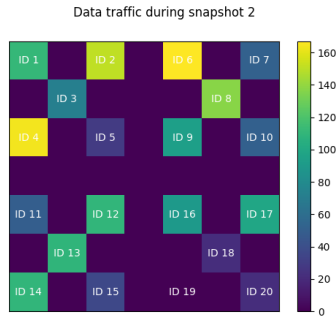 Data traffic during snapshot 2
ID 1 ID 2 ID 6 ID 7
ID 3 ID 8
ID 4 ID 5 ID 9 ID 10
ID 11 ID 12 ID 16 ID 17
ID 13 ID 18
ID 14 ID 15 ID 19 ID 20
160
140
120
100
80
60
40
20
0